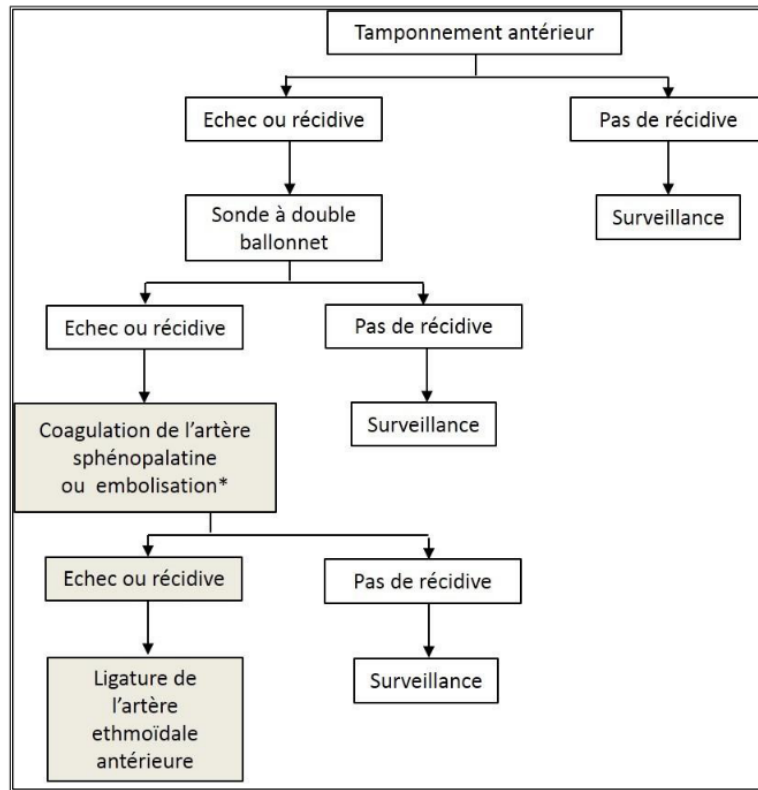 Tamponnement antérieur
Echec ou récidive
Pas de récidive
Sonde à double
ballonnet
Surveillance
Echec ou récidive
Pas de récidive
Coagulation de l’artère
sphénopalatine
ou embolisation*
Surveillance
Echec ou récidive
Pas de récidive
Ligature de
l’artère
ethmoïdale
antérieure
Surveillance